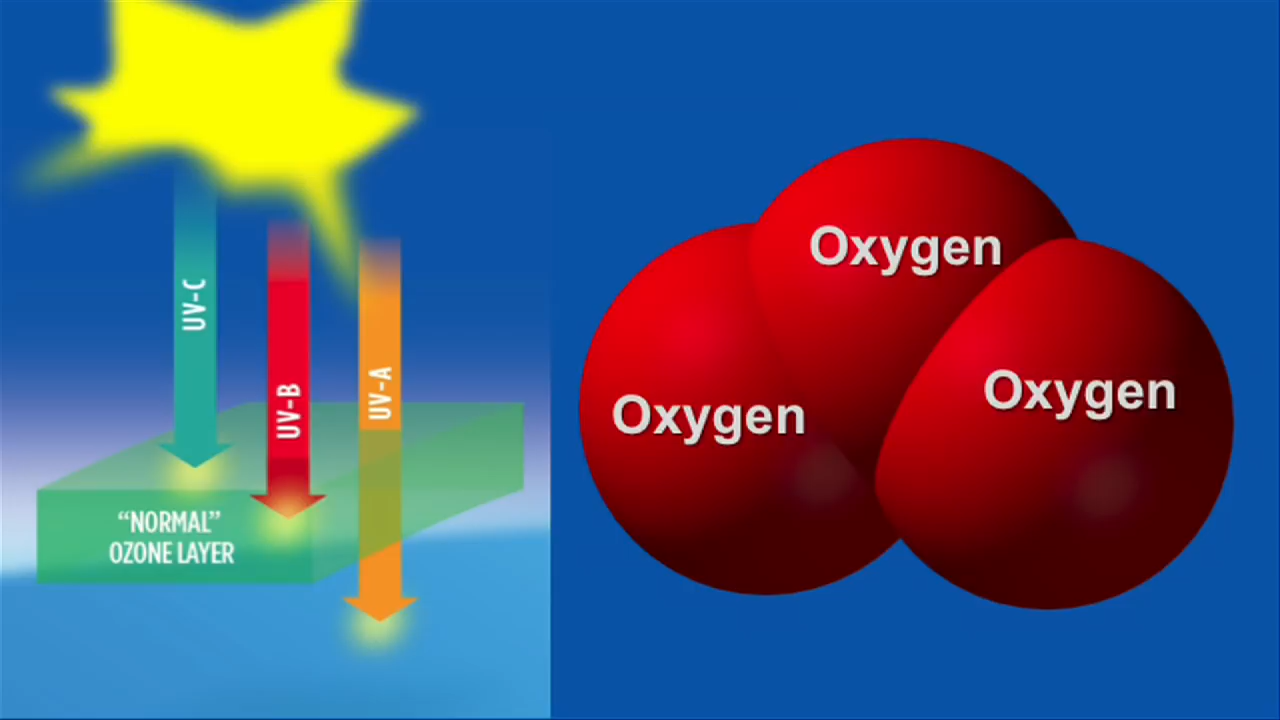 UV-C
UV-B
UV-A
“NORMAL”
OZONE LAYER
Oxygen
Oxygen
Oxygen